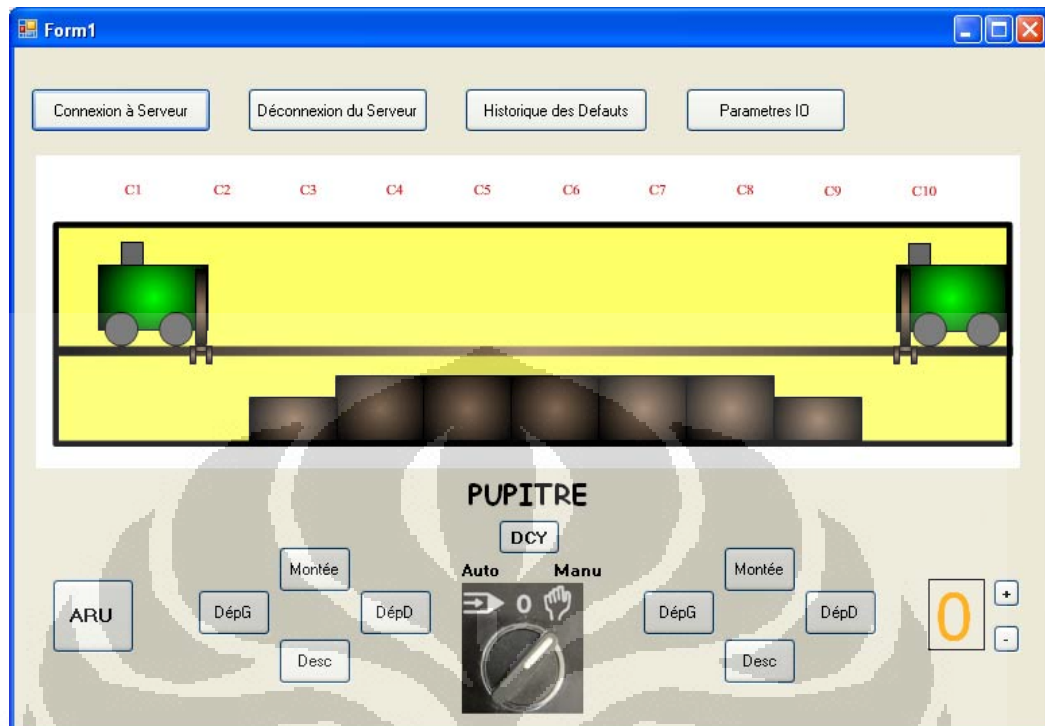 Form1
Connexion à Serveur Déconnexion du Serveur Historique des Defauts Parametres IO
C1 C2 C3 C4 C5 C6 C7 C8 C9 C10
PUPITRE
DCY
Auto Manu
Montée Montée
0
ARU DépG DépD DépG DépD 0 +
-
Desc Desc